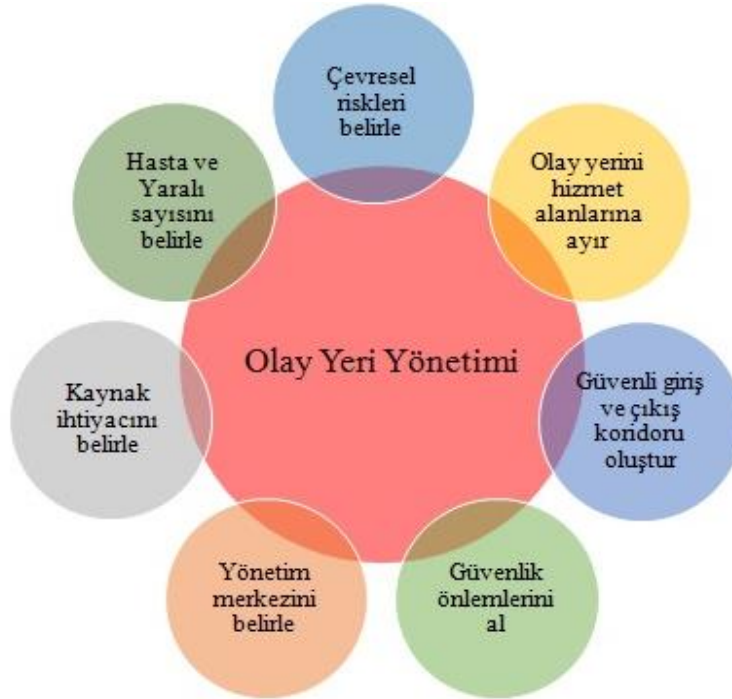 Çevresel
riskleri
belirle
Olay yerini
hizmet
alanlarına
ayır
Güvenli giriş
ve çıkış
koridoru
oluştur
Güvenlik
önlemlerini
al
Yönetim
merkezini
belirle
Kaynak
ihtiyacını
belirle
Hasta ve
Yaralı
sayısını
belirle
Olay Yeri Yönetimi